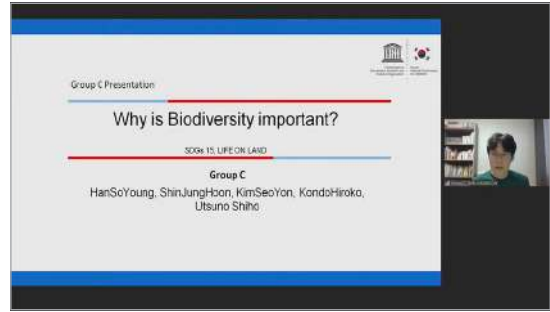 Group C Presentation
Why is Biodiversity important?
SDGs 15, LIFE ON LAND
Group C
HanSoYoung, ShinJungHoon, KimSeoYon, KondoHiroko,
Utsuno Shiho